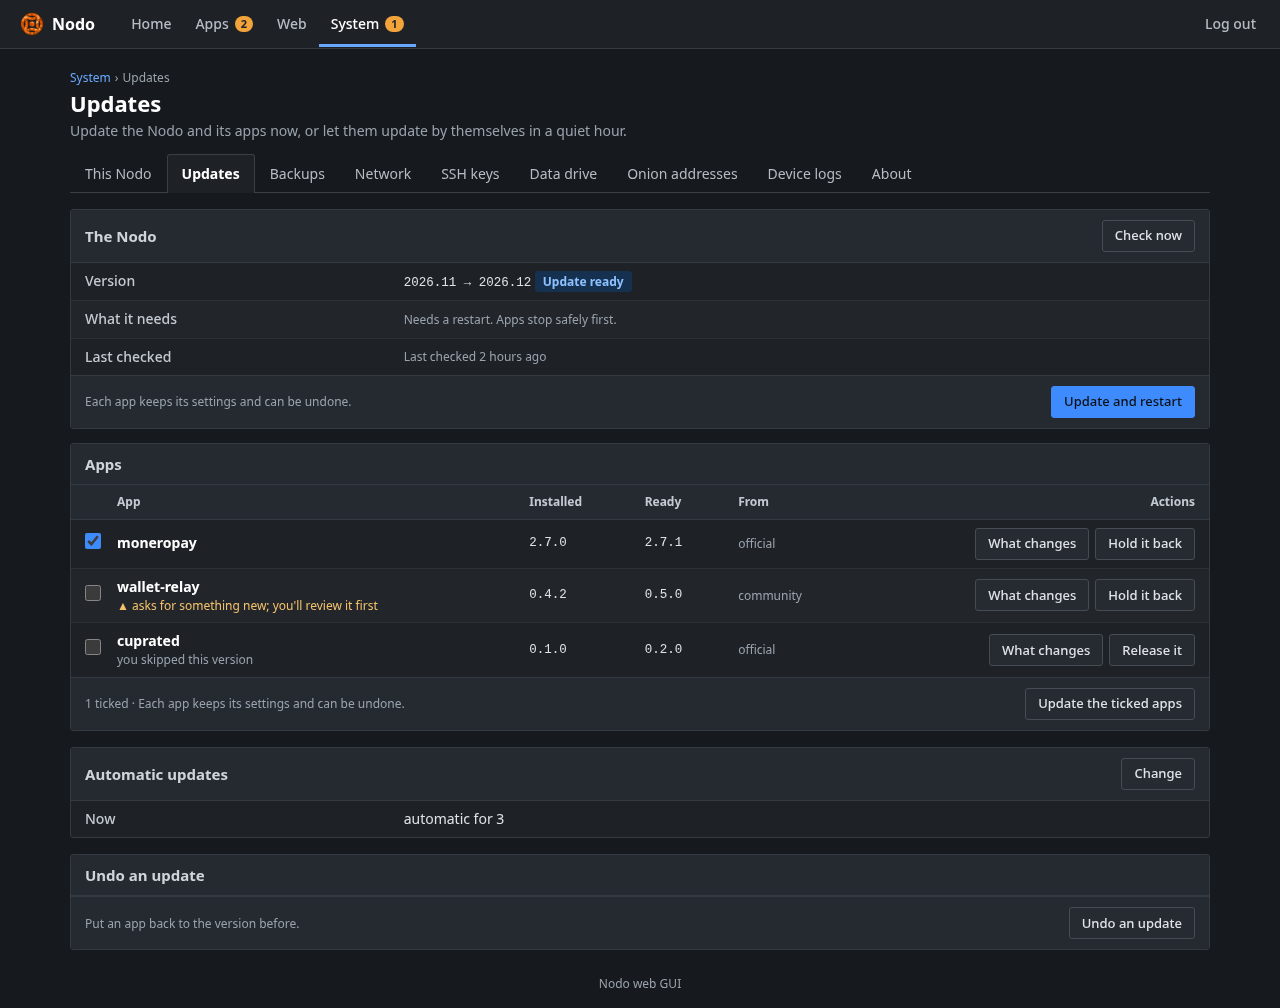 Nodo Home Apps 2 Web System 1 Log out
System › Updates
Updates
Update the Nodo and its apps now, or let them update by themselves in a quiet hour.
This Nodo Updates Backups Network SSH keys Data drive Onion addresses Device logs About
The Nodo Check now
Version 2026.11 → 2026.12 Update ready
What it needs Needs a restart. Apps stop safely first.
Last checked Last checked 2 hours ago
Each app keeps its settings and can be undone. Update and restart
Apps
App Installed Ready From Actions
moneropay 2.7.0 2.7.1 official What changes Hold it back
wallet-relay 0.4.2 0.5.0 community What changes Hold it back
▲ asks for something new; you'll review it first
cuprated 0.1.0 0.2.0 official What changes Release it
you skipped this version
1 ticked · Each app keeps its settings and can be undone. Update the ticked apps
Automatic updates Change
Now automatic for 3
Undo an update
Put an app back to the version before. Undo an update
Nodo web GUI